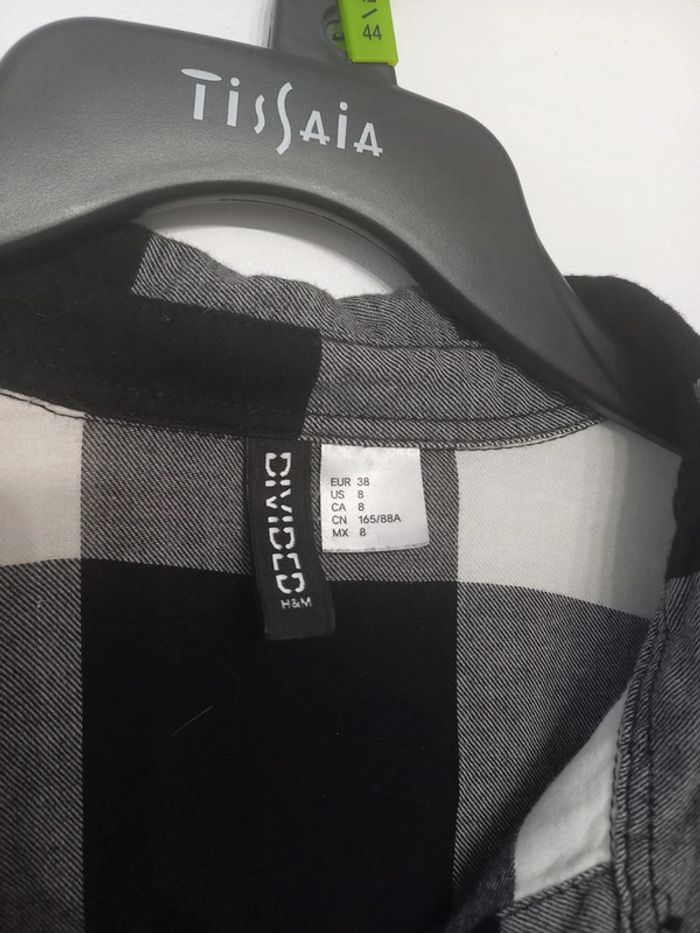 44
TISSAIA
DIVIDED
H&M
EUR 38
US 8
CA 8
CN 165/88A
MX 8